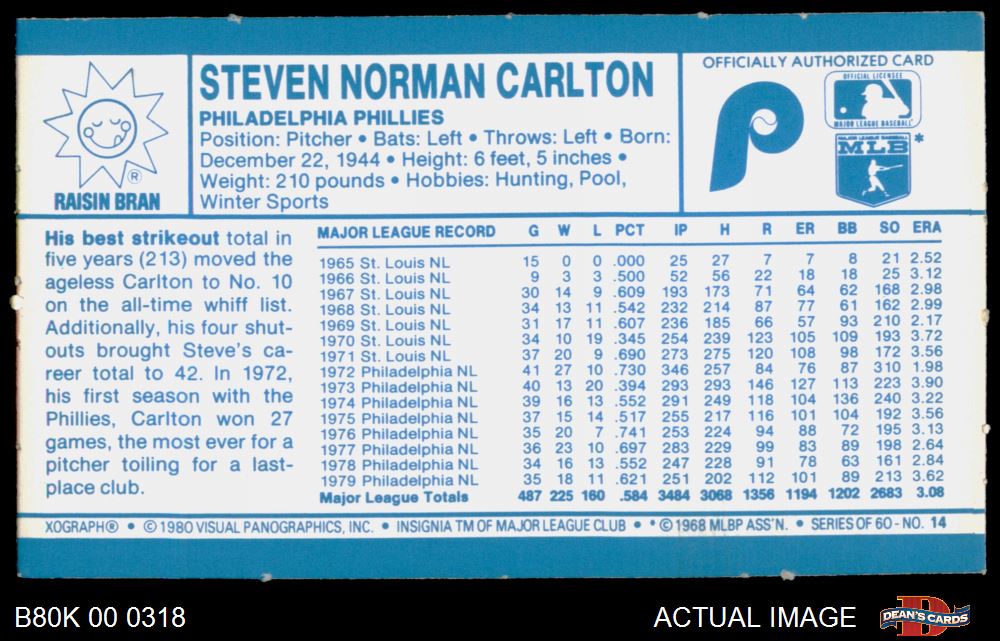 RAISIN BRAN
®
STEVEN NORMAN CARLTON
PHILADELPHIA PHILLIES
Position: Pitcher • Bats: Left • Throws: Left • Born:
December 22, 1944 • Height: 6 feet, 5 inches •
Weight: 210 pounds • Hobbies: Hunting, Pool,
Winter Sports
OFFICIALLY AUTHORIZED CARD
P
OFFICIAL LICENSEE
MAJOR LEAGUE BASEBALL
MAJOR LEAGUE BASEBALL
MLB *
His best strikeout total in
five years (213) moved the
ageless Carlton to No. 10
on the all-time whiff list.
Additionally, his four shut-
outs brought Steve's ca-
reer total to 42. In 1972,
his first season with the
Phillies, Carlton won 27
games, the most ever for a
pitcher toiling for a last-
place club.
MAJOR LEAGUE RECORD G W L PCT IP H R ER BB SO ERA
1965 St. Louis NL 15 0 0 .000 25 27 7 7 8 21 2.52
1966 St. Louis NL 9 3 3 .500 52 56 22 18 18 25 3.12
1967 St. Louis NL 30 14 9 .609 193 173 71 64 62 168 2.98
1968 St. Louis NL 34 13 11 .542 232 214 87 77 61 162 2.99
1969 St. Louis NL 31 17 11 .607 236 185 66 57 93 210 2.17
1970 St. Louis NL 34 10 19 .345 254 239 123 105 109 193 3.72
1971 St. Louis NL 37 20 9 .690 273 275 120 108 98 172 3.56
1972 Philadelphia NL 41 27 10 .730 346 257 84 76 87 310 1.98
1973 Philadelphia NL 40 13 20 .394 293 293 146 127 113 223 3.90
1974 Philadelphia NL 39 16 13 .552 291 249 118 104 136 240 3.22
1975 Philadelphia NL 37 15 14 .517 255 217 116 101 104 192 3.56
1976 Philadelphia NL 35 20 7 .741 253 224 94 88 72 195 3.13
1977 Philadelphia NL 36 23 10 .697 283 229 99 83 89 198 2.64
1978 Philadelphia NL 34 16 13 .552 247 228 91 78 63 161 2.84
1979 Philadelphia NL 35 18 11 .621 251 202 112 101 89 213 3.62
Major League Totals 487 225 160 .584 3484 3068 1356 1194 1202 2683 3.08
XOGRAPH® • ©1980 VISUAL PANOGRAPHICS, INC. • INSIGNIA TM OF MAJOR LEAGUE CLUB • * ©1968 MLBP ASS'N. • SERIES OF 60 - NO. 14
B80K 00 0318
ACTUAL IMAGE
DEAN'S CARDS